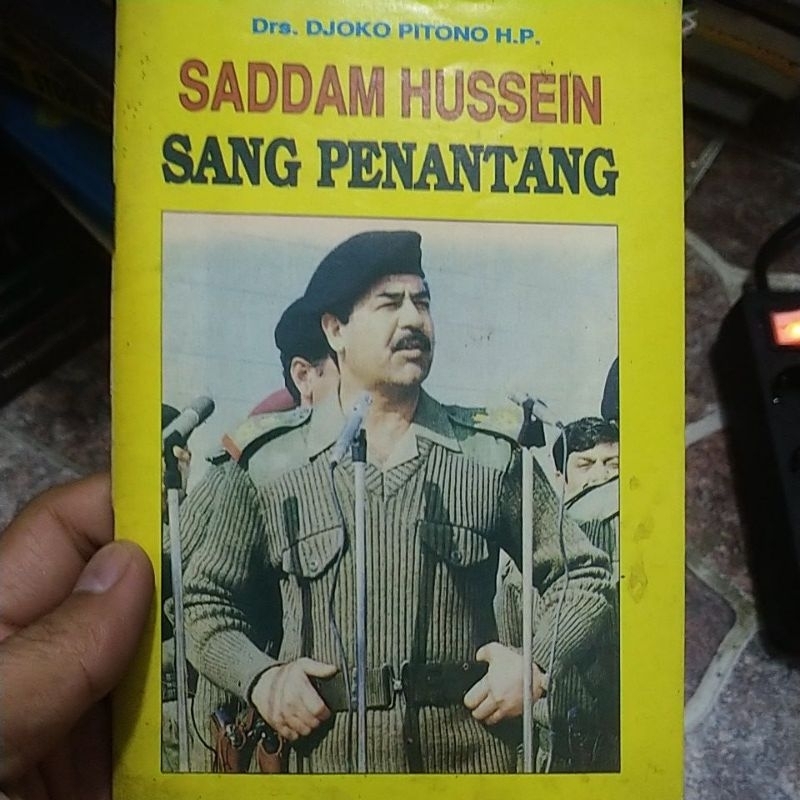 Drs. DJOKO PITONO H.P.
SADDAM HUSSEIN
SANG PENANTANG